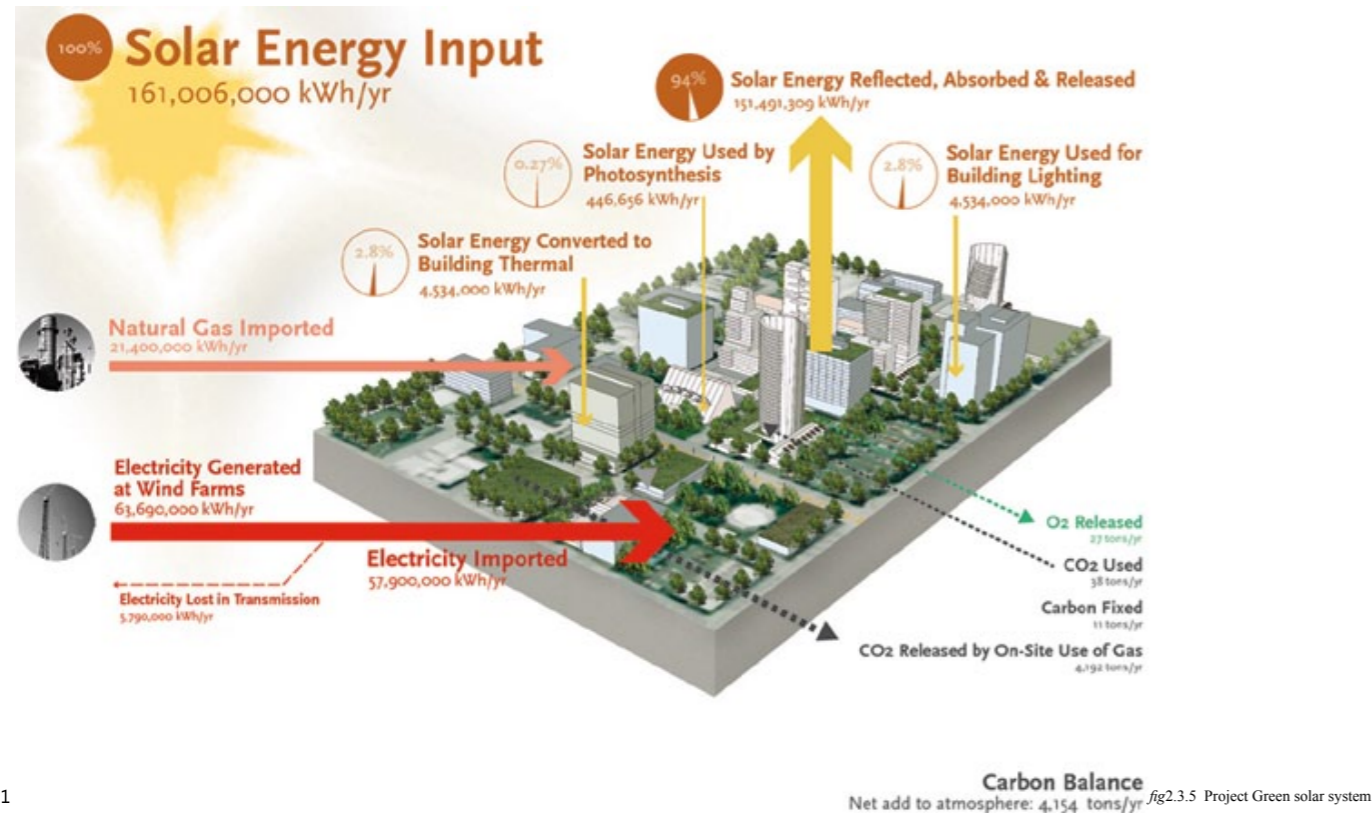 100%
Solar Energy Input
161,006,000 kWh/yr
94%
Solar Energy Reflected, Absorbed & Released
151,491,309 kWh/yr
0.27%
Solar Energy Used by
Photosynthesis
446,656 kWh/yr
2.8%
Solar Energy Used for
Building Lighting
4,534,000 kWh/yr
2.8%
Solar Energy Converted to
Building Thermal
4,534,000 kWh/yr
Natural Gas Imported
21,400,000 kWh/yr
Electricity Generated
at Wind Farms
63,690,000 kWh/yr
Electricity Imported
57,900,000 kWh/yr
Electricity Lost in Transmission
5,790,000 kWh/yr
O2 Released
27 tons/yr
CO2 Used
38 tons/yr
Carbon Fixed
11 tons/yr
CO2 Released by On-Site Use of Gas
4,192 tons/yr
Carbon Balance
Net add to atmosphere: 4,154 tons/yr
1
fig2.3.5 Project Green solar system